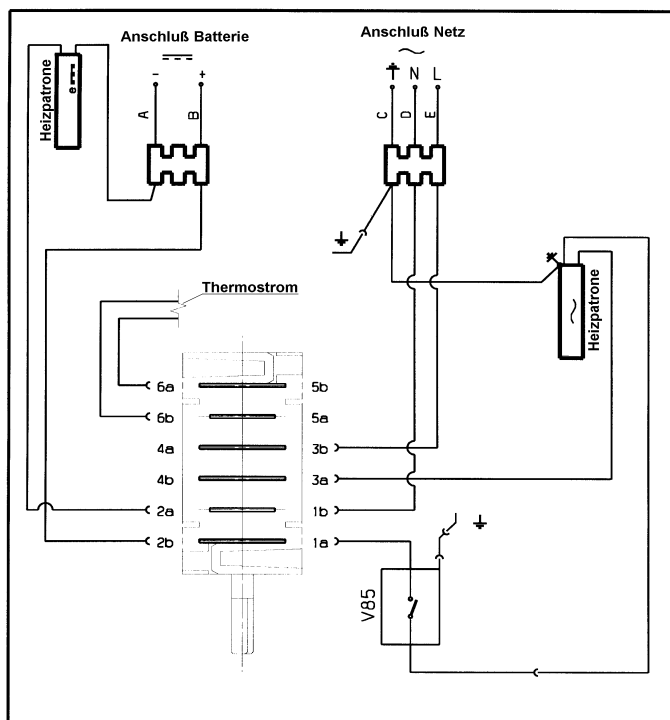 Anschluß Batterie
Anschluß Netz
- +
N L
Heizpatrone
e
A B
C D E
Heizpatrone
Thermostrom
6a 5b
6b 5a
4a 3b
4b 3a
2a 1b
2b 1a
V85